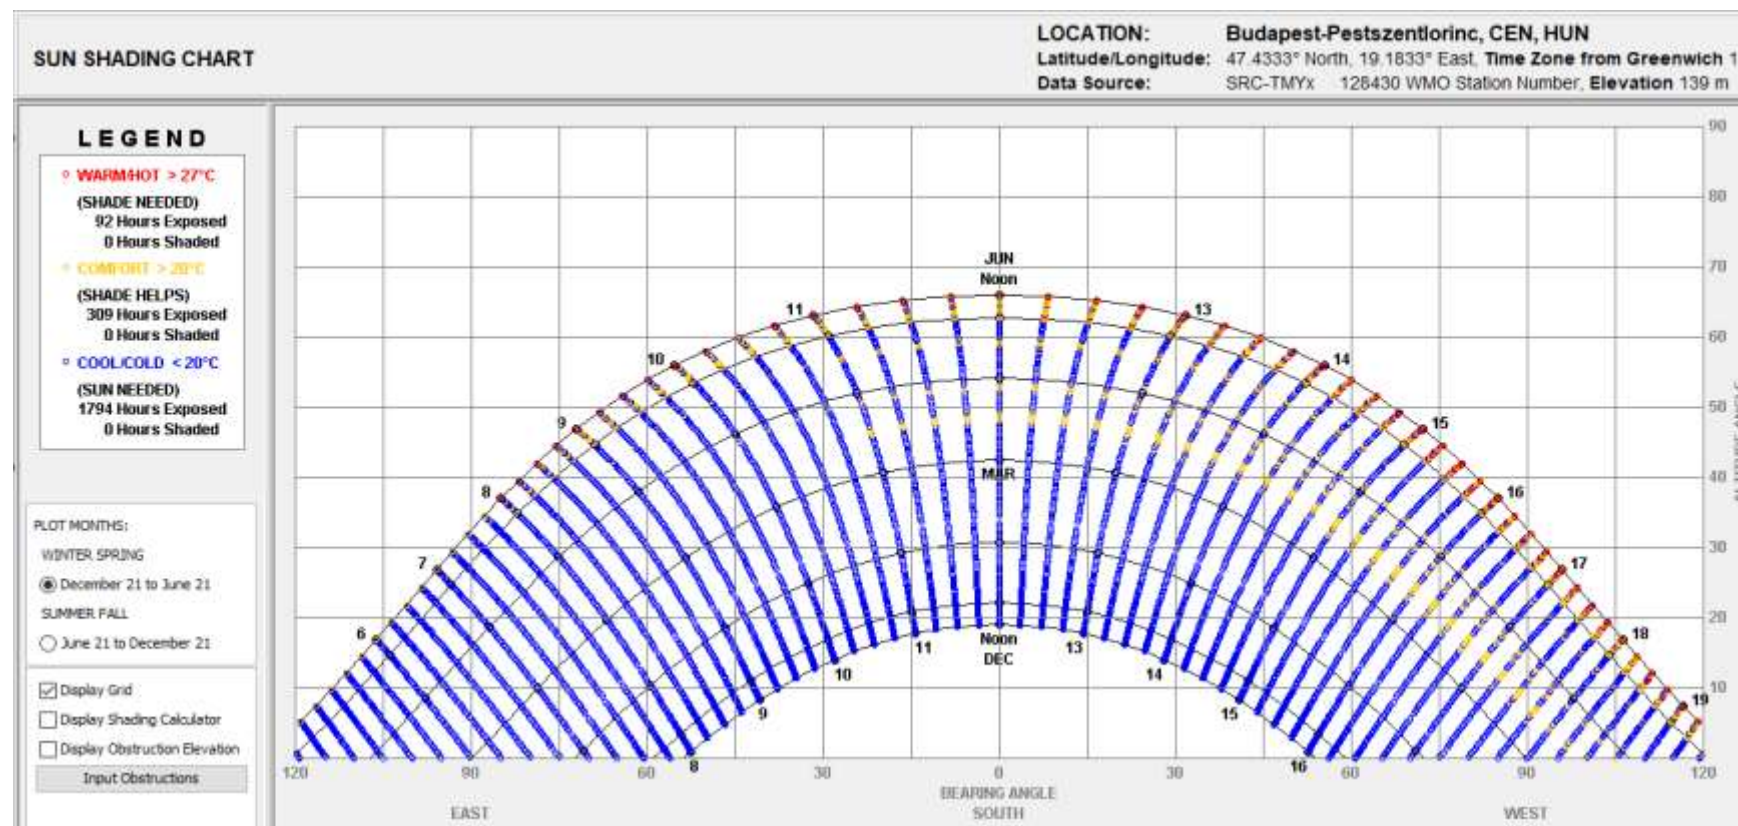 SUN SHADING CHART
LOCATION: Budapest-Pestszentlorinc, CEN, HUN
Latitude/Longitude: 47.4333° North, 19.1833° East, Time Zone from Greenwich 1
Data Source: SRC-TMYx 128430 WMO Station Number, Elevation 139 m
LEGEND
WARM/HOT > 27°C
(SHADE NEEDED)
92 Hours Exposed
0 Hours Shaded
COMFORT > 20°C
(SHADE HELPS)
309 Hours Exposed
0 Hours Shaded
COOL/COLD < 20°C
(SUN NEEDED)
1794 Hours Exposed
0 Hours Shaded
PLOT MONTHS:
WINTER SPRING
December 21 to June 21
SUMMER FALL
June 21 to December 21
Display Grid
Display Shading Calculator
Display Obstruction Elevation
Input Obstructions
90
80
70
60
50
40
30
20
10
JUN
Noon
11
13
10
14
9
15
8
16
7
17
6
18
19
MAR
Noon
DEC
11
13
10
14
9
15
8
16
120 90 60 30 0 30 60 90 120
BEARING ANGLE
EAST SOUTH WEST